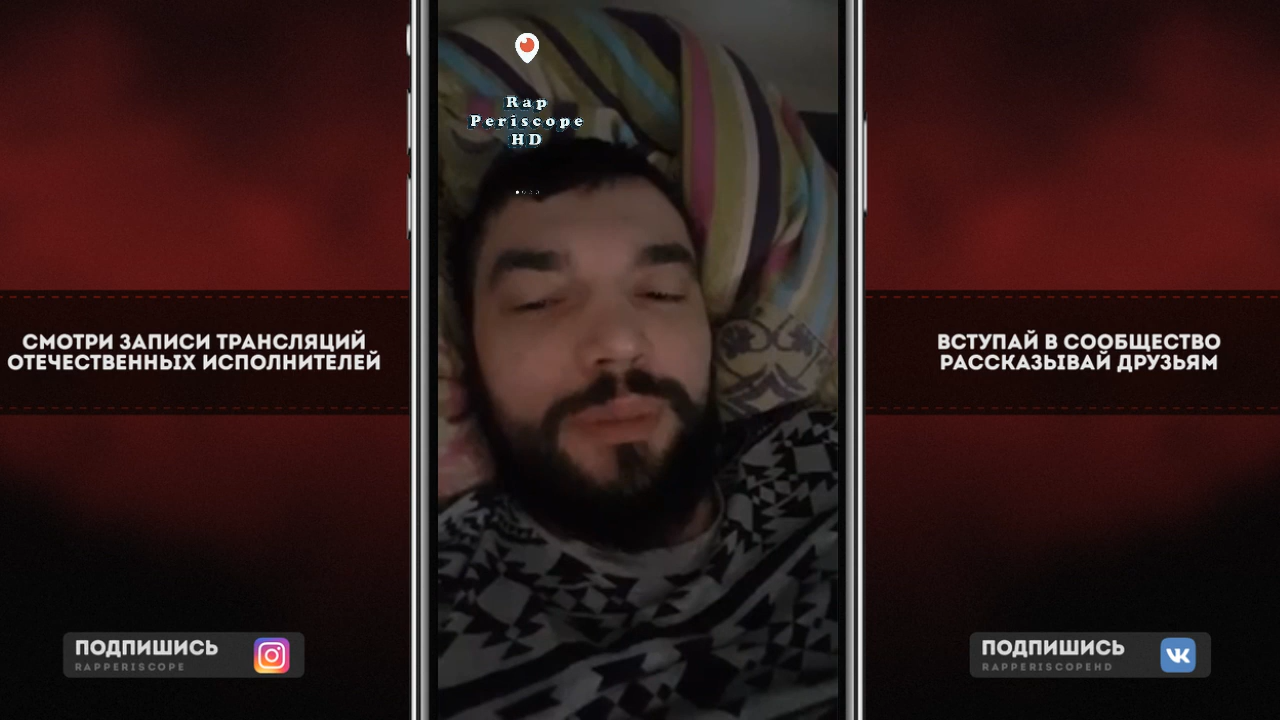 Rap
Periscope
HD
СМОТРИ ЗАПИСИ ТРАНСЛЯЦИЙ
ОТЕЧЕСТВЕННЫХ ИСПОЛНИТЕЛЕЙ
ВСТУПАЙ В СООБЩЕСТВО
РАССКАЗЫВАЙ ДРУЗЬЯМ
ПОДПИШИСЬ
RAPPERISCOPE
ПОДПИШИСЬ
RAPPERISCOPEHD